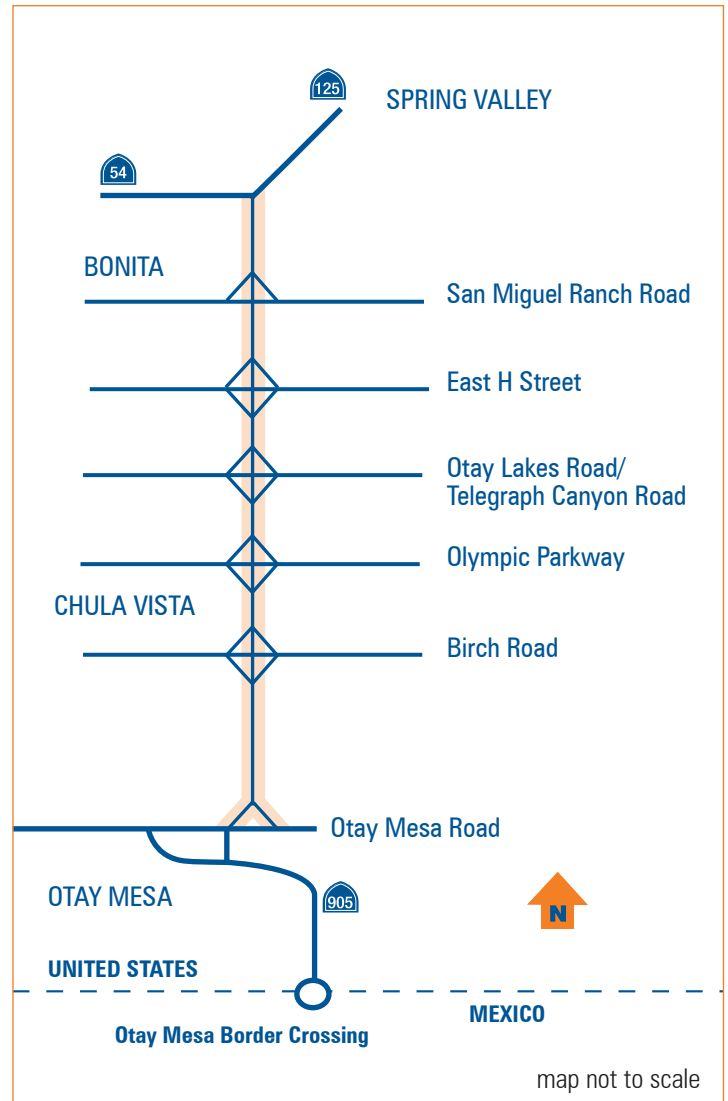 125
SPRING VALLEY
54
BONITA
San Miguel Ranch Road
East H Street
Otay Lakes Road/
Telegraph Canyon Road
Olympic Parkway
CHULA VISTA
Birch Road
Otay Mesa Road
OTAY MESA
905
N
UNITED STATES
MEXICO
Otay Mesa Border Crossing
map not to scale